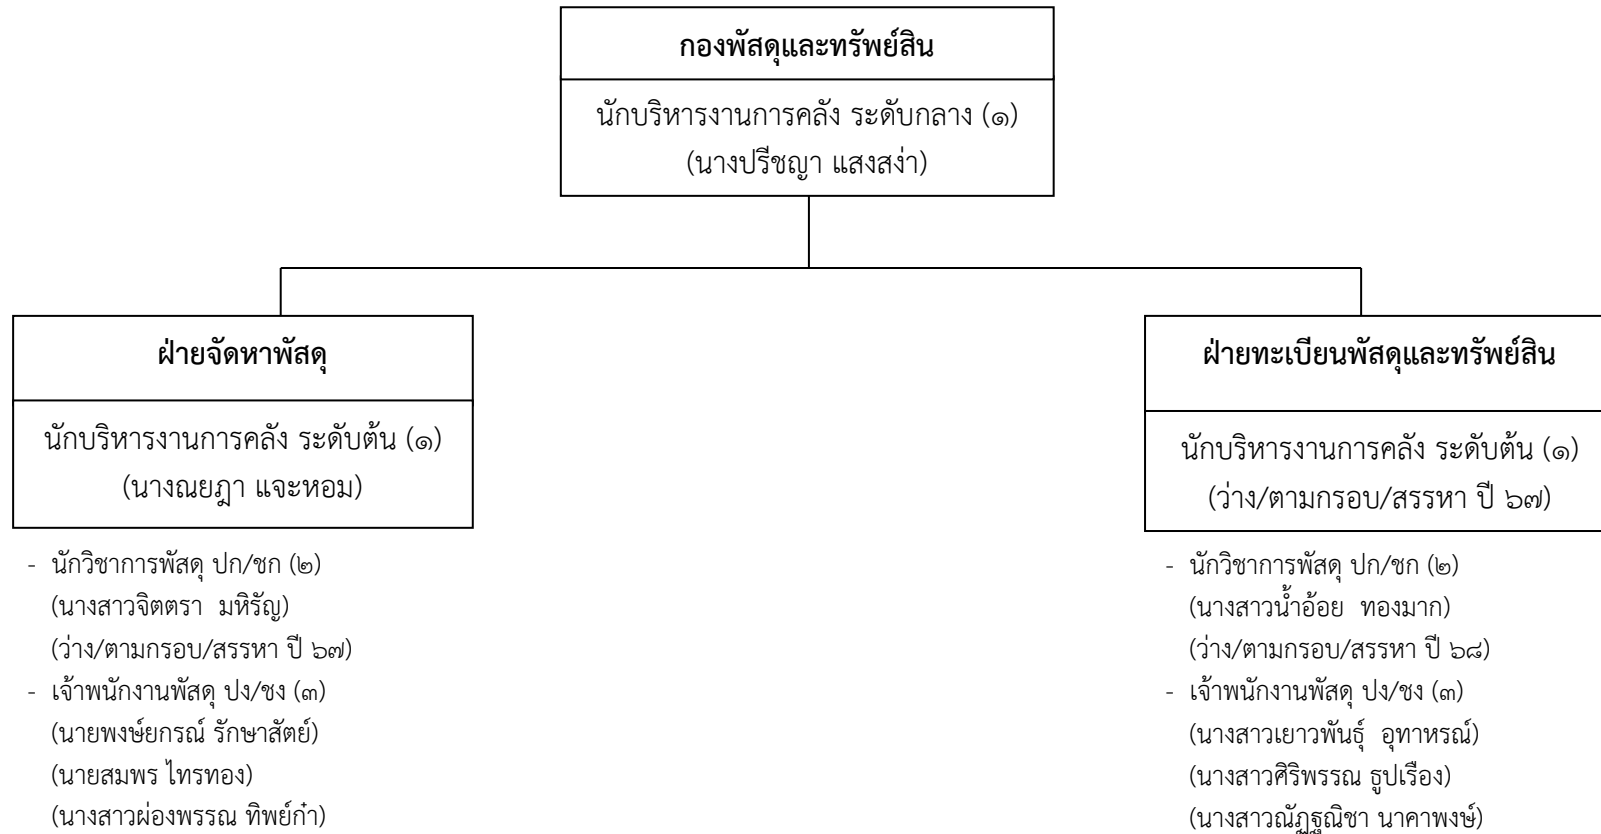 กองพัสดุและทรัพย์สิน
นักบริหารงานการคลัง ระดับกลาง (๑)
(นางปรีชญา แสงสง่า)
ฝ่ายจัดหาพัสดุ
นักบริหารงานการคลัง ระดับต้น (๑)
(นางณยฎา แจะหอม)
- นักวิชาการพัสดุ ปก/ชก (๒)
(นางสาวจิตตรา มหิรัญ)
(ว่าง/ตามกรอบ/สรรหา ปี ๖๗)
- เจ้าพนักงานพัสดุ ปง/ชง (๓)
(นายพงษ์ยกรณ์ รักษาสัตย์)
(นายสมพร ไทรทอง)
(นางสาวผ่องพรรณ ทิพย์ก๋า)
ฝ่ายทะเบียนพัสดุและทรัพย์สิน
นักบริหารงานการคลัง ระดับต้น (๑)
(ว่าง/ตามกรอบ/สรรหา ปี ๖๗)
- นักวิชาการพัสดุ ปก/ชก (๒)
(นางสาวน้ำอ้อย ทองมาก)
(ว่าง/ตามกรอบ/สรรหา ปี ๖๘)
- เจ้าพนักงานพัสดุ ปง/ชง (๓)
(นางสาวเยาวพันธุ์ อุทาหรณ์)
(นางสาวศิริพรรณ ธูปเรือง)
(นางสาวณัฏฐณิชา นาคาพงษ์)